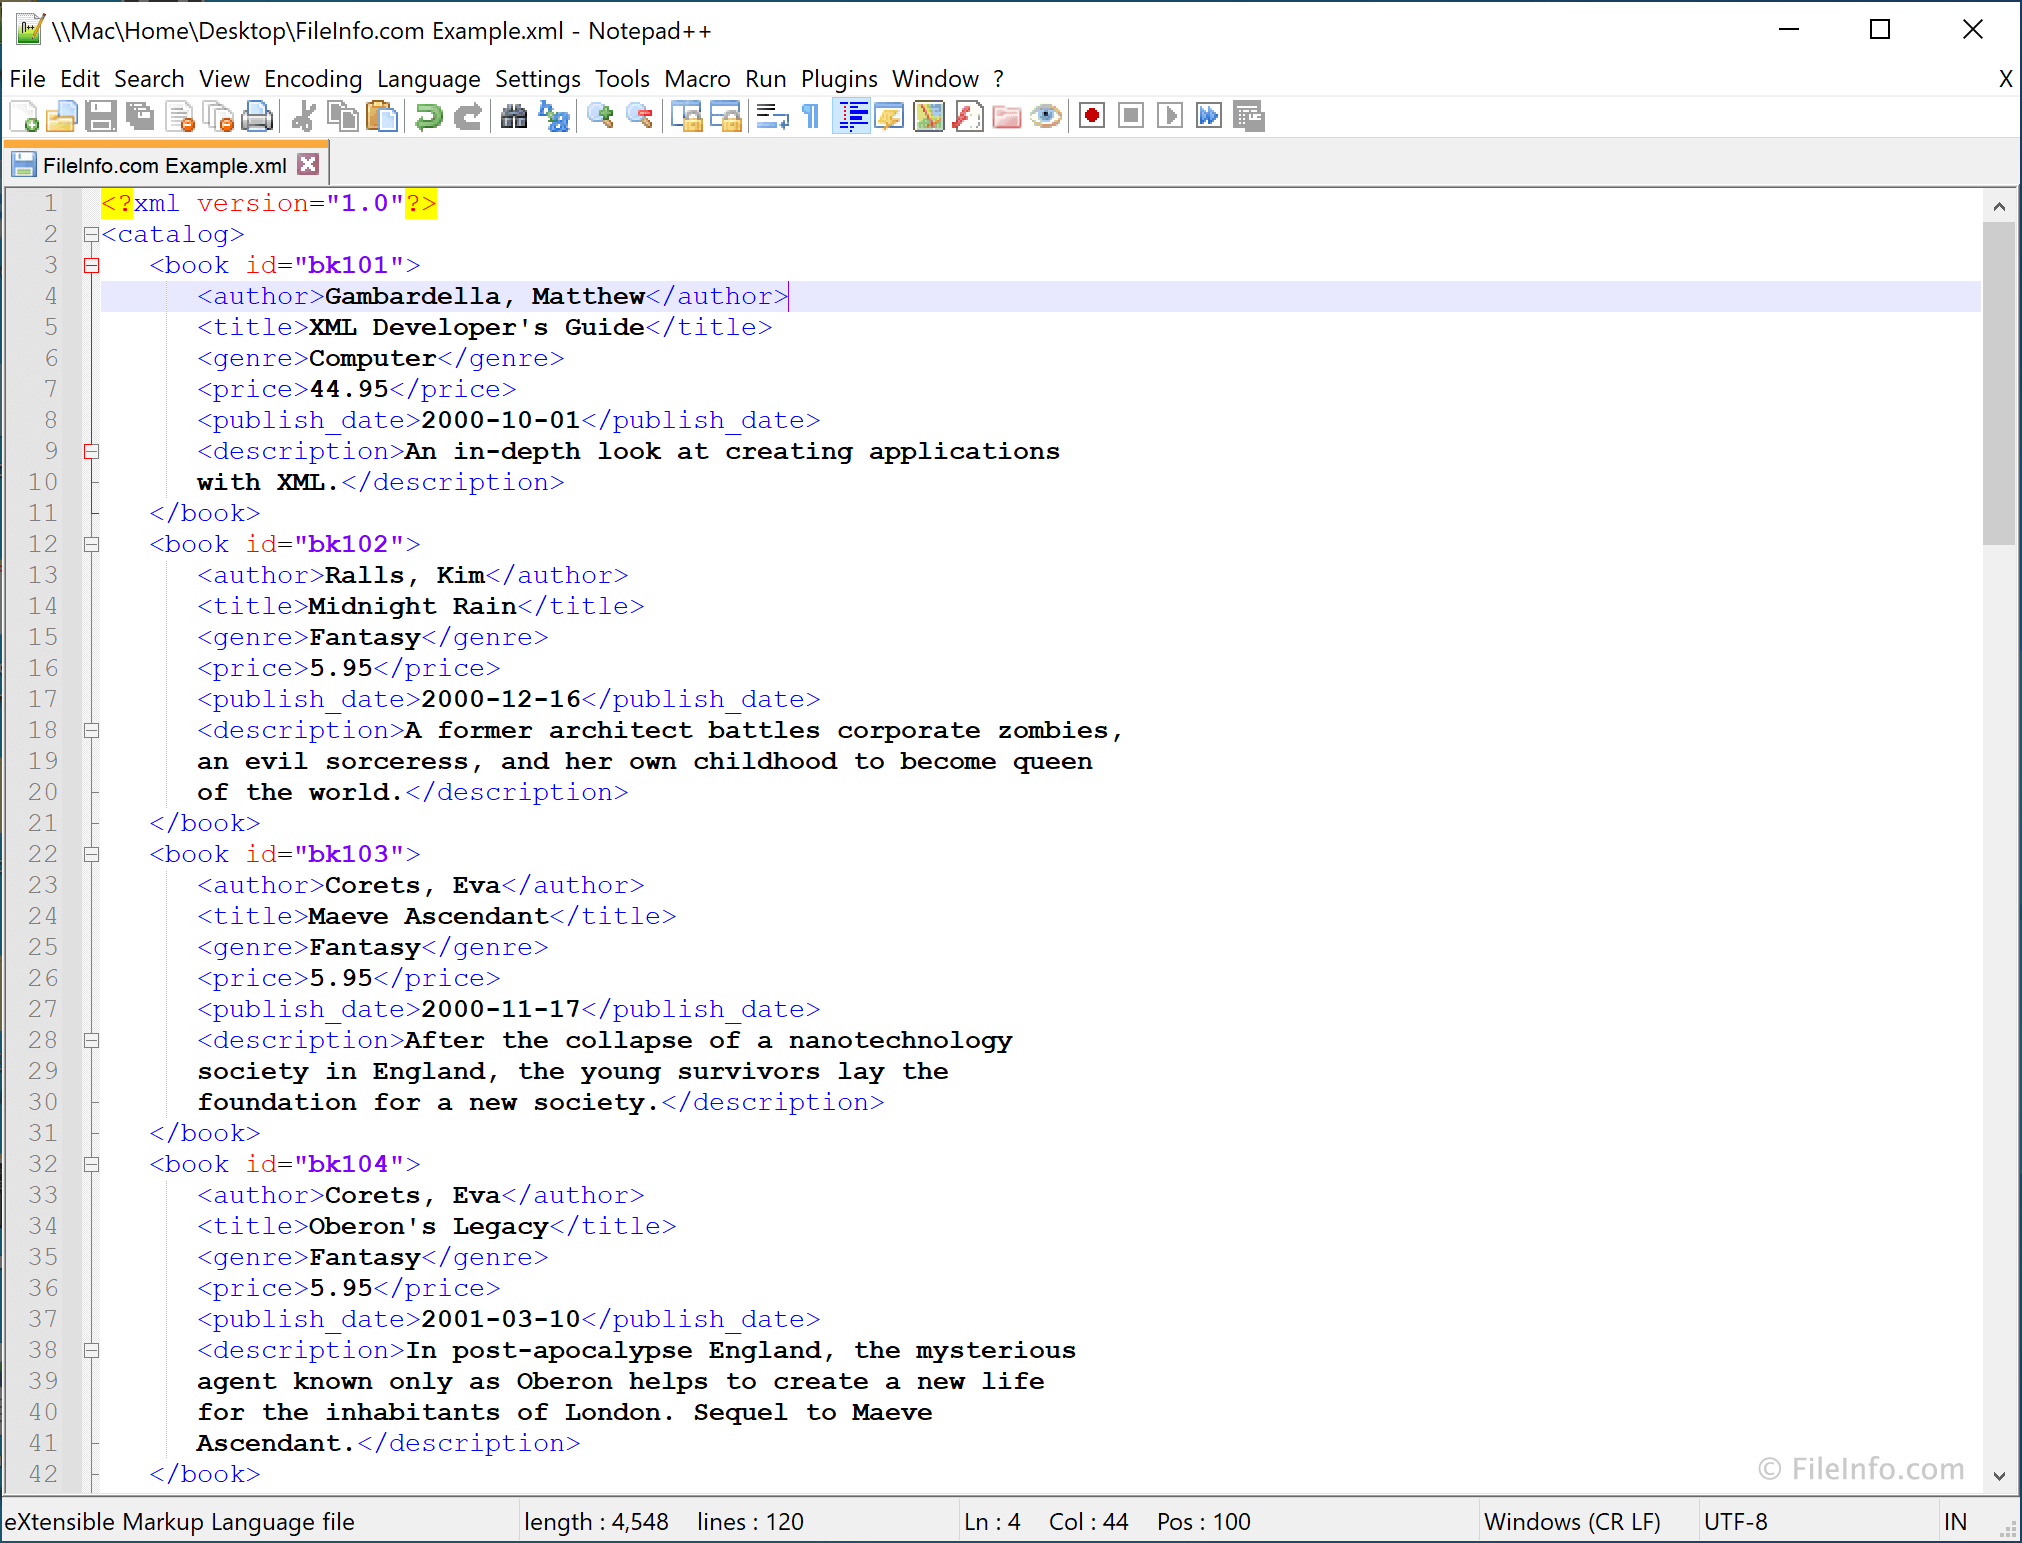 \\Mac\Home\Desktop\FileInfo.com Example.xml - Notepad++
File Edit Search View Encoding Language Settings Tools Macro Run Plugins Window ? X
FileInfo.com Example.xml
1 <?xml version="1.0"?>
2 <catalog>
3    <book id="bk101">
4       <author>Gambardella, Matthew</author>
5       <title>XML Developer's Guide</title>
6       <genre>Computer</genre>
7       <price>44.95</price>
8       <publish_date>2000-10-01</publish_date>
9       <description>An in-depth look at creating applications
10       with XML.</description>
11    </book>
12    <book id="bk102">
13       <author>Ralls, Kim</author>
14       <title>Midnight Rain</title>
15       <genre>Fantasy</genre>
16       <price>5.95</price>
17       <publish_date>2000-12-16</publish_date>
18       <description>A former architect battles corporate zombies,
19       an evil sorceress, and her own childhood to become queen
20       of the world.</description>
21    </book>
22    <book id="bk103">
23       <author>Corets, Eva</author>
24       <title>Maeve Ascendant</title>
25       <genre>Fantasy</genre>
26       <price>5.95</price>
27       <publish_date>2000-11-17</publish_date>
28       <description>After the collapse of a nanotechnology
29       society in England, the young survivors lay the
30       foundation for a new society.</description>
31    </book>
32    <book id="bk104">
33       <author>Corets, Eva</author>
34       <title>Oberon's Legacy</title>
35       <genre>Fantasy</genre>
36       <price>5.95</price>
37       <publish_date>2001-03-10</publish_date>
38       <description>In post-apocalypse England, the mysterious
39       agent known only as Oberon helps to create a new life
40       for the inhabitants of London. Sequel to Maeve
41       Ascendant.</description>
42    </book>
© FileInfo.com
eXtensible Markup Language file length : 4,548 lines : 120 Ln : 4 Col : 44 Pos : 100 Windows (CR LF) UTF-8 IN